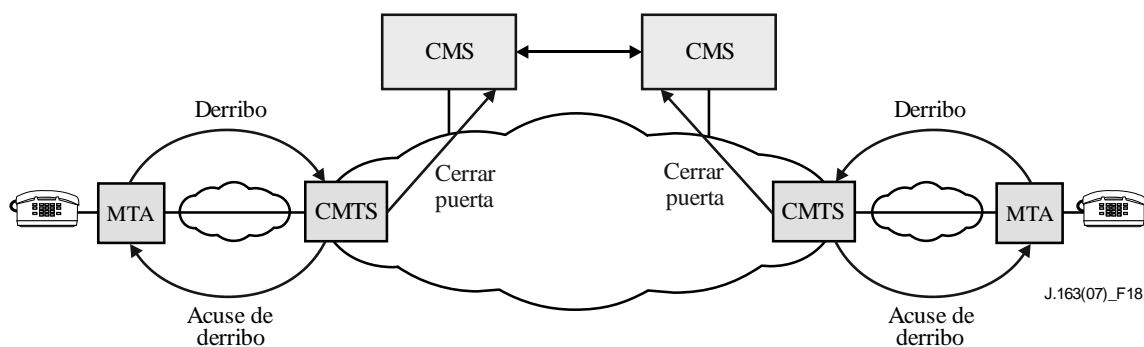 CMS
CMS
Derribo
Derribo
Cerrar
puerta
Cerrar
puerta
MTA
CMTS
CMTS
MTA
J.163(07)_F18
Acuse de
derribo
Acuse de
derribo